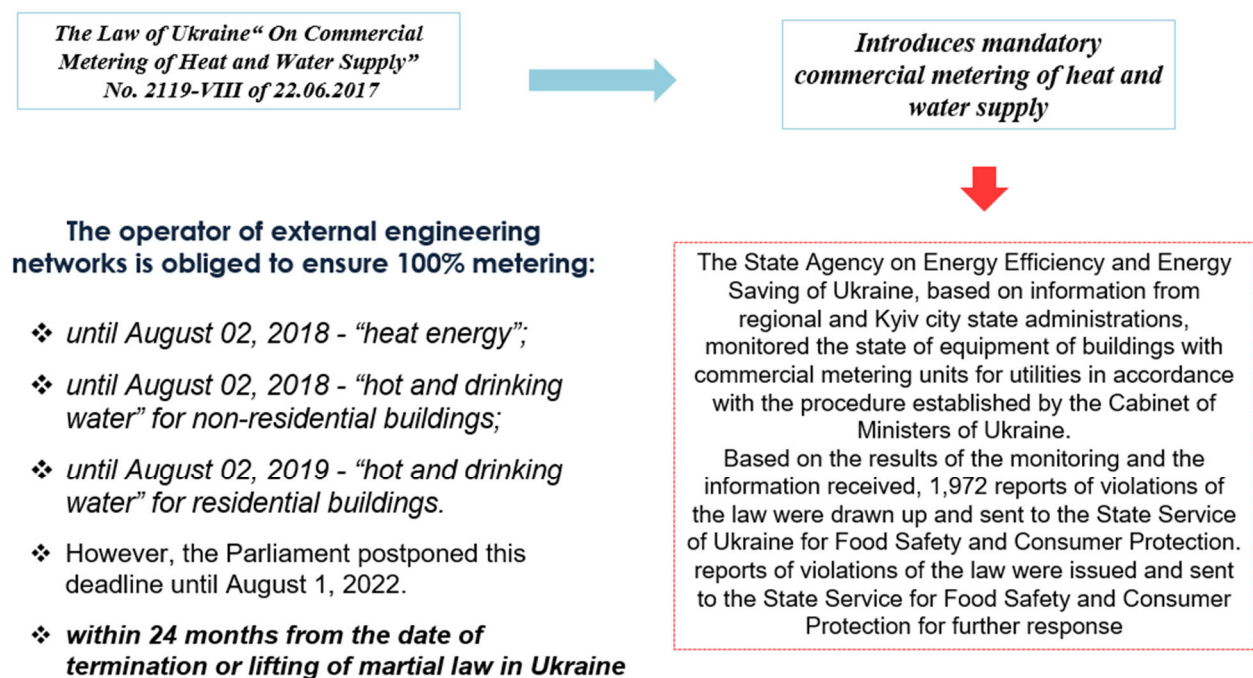 The Law of Ukraine“ On Commercial
Metering of Heat and Water Supply”
No. 2119-VIII of 22.06.2017
Introduces mandatory
commercial metering of heat and
water supply
The operator of external engineering
networks is obliged to ensure 100% metering:
❖ until August 02, 2018 - “heat energy”;
❖ until August 02, 2018 - “hot and drinking
water” for non-residential buildings;
❖ until August 02, 2019 - “hot and drinking
water” for residential buildings.
❖ However, the Parliament postponed this
deadline until August 1, 2022.
❖ within 24 months from the date of
termination or lifting of martial law in Ukraine
The State Agency on Energy Efficiency and Energy
Saving of Ukraine, based on information from
regional and Kyiv city state administrations,
monitored the state of equipment of buildings with
commercial metering units for utilities in accordance
with the procedure established by the Cabinet of
Ministers of Ukraine.
Based on the results of the monitoring and the
information received, 1,972 reports of violations of
the law were drawn up and sent to the State Service
of Ukraine for Food Safety and Consumer Protection.
reports of violations of the law were issued and sent
to the State Service for Food Safety and Consumer
Protection for further response